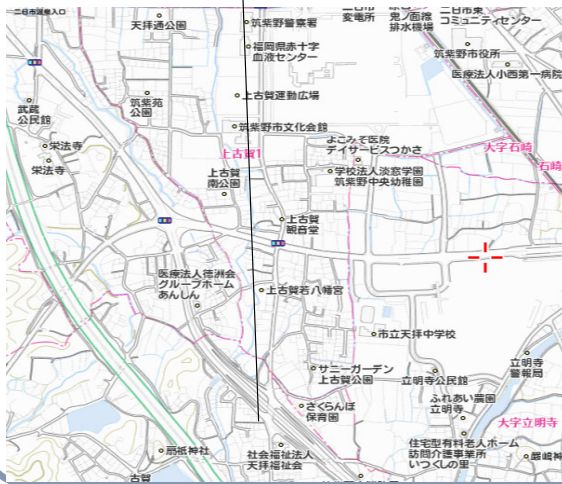 二日市温泉入口
天拝通公園
筑紫野警察署
福岡県赤十字
血液センター
変電所
排水機場
二日市東
コミュニティセンター
筑紫野市役所
医療法人小西第一病院
武蔵
公民館
筑紫苑
公園
上古賀運動広場
筑紫野市文化会館
栄法寺
栄法寺
上古賀1
上古賀
南公園
よこみぞ医院
デイサービスつかさ
学校法人淡窓学園
筑紫野中央幼稚園
大字石崎
石崎
上古賀
観音堂
医療法人徳洲会
グループホーム
あんしん
上古賀若八幡宮
市立天拝中学校
サニーガーデン
上古賀公園
立明寺公民館
立明寺
警報局
さくらんぼ
保育園
ふれあい農園
立明寺
大字立明寺
扇祇神社
古賀
社会福祉法人
天拝福祉会
住宅型有料老人ホーム
訪問介護事業所
いつくしの里
厳嶋神